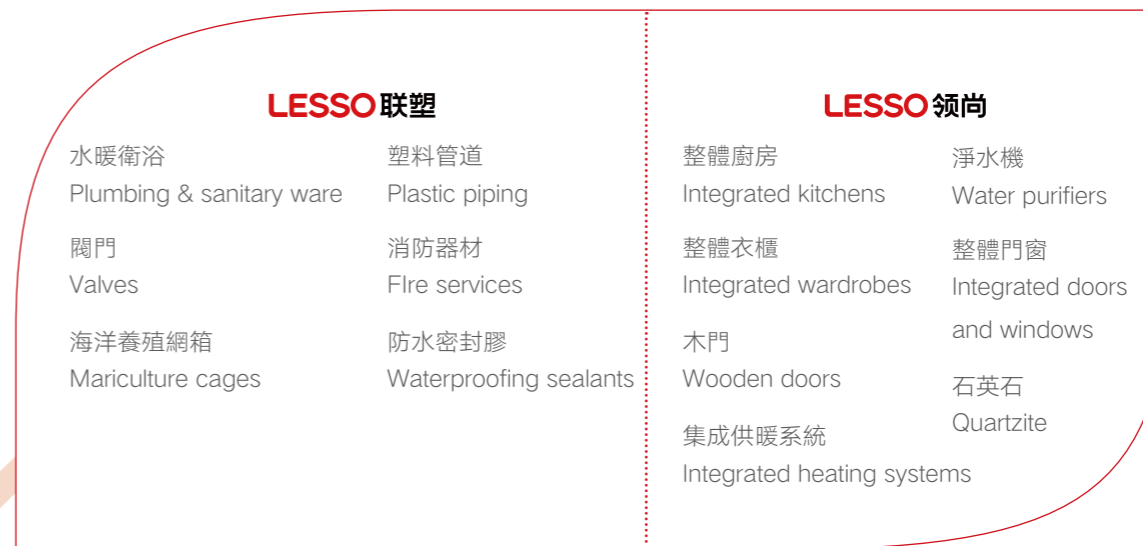 LESSO联塑
水暖衛浴
Plumbing & sanitary ware
閥門
Valves
海洋養殖網箱
Mariculture cages
塑料管道
Plastic piping
消防器材
FIre services
防水密封膠
Waterproofing sealants
LESSO领尚
整體廚房
Integrated kitchens
整體衣櫃
Integrated wardrobes
木門
Wooden doors
集成供暖系統
Integrated heating systems
淨水機
Water purifiers
整體門窗
Integrated doors
and windows
石英石
Quartzite